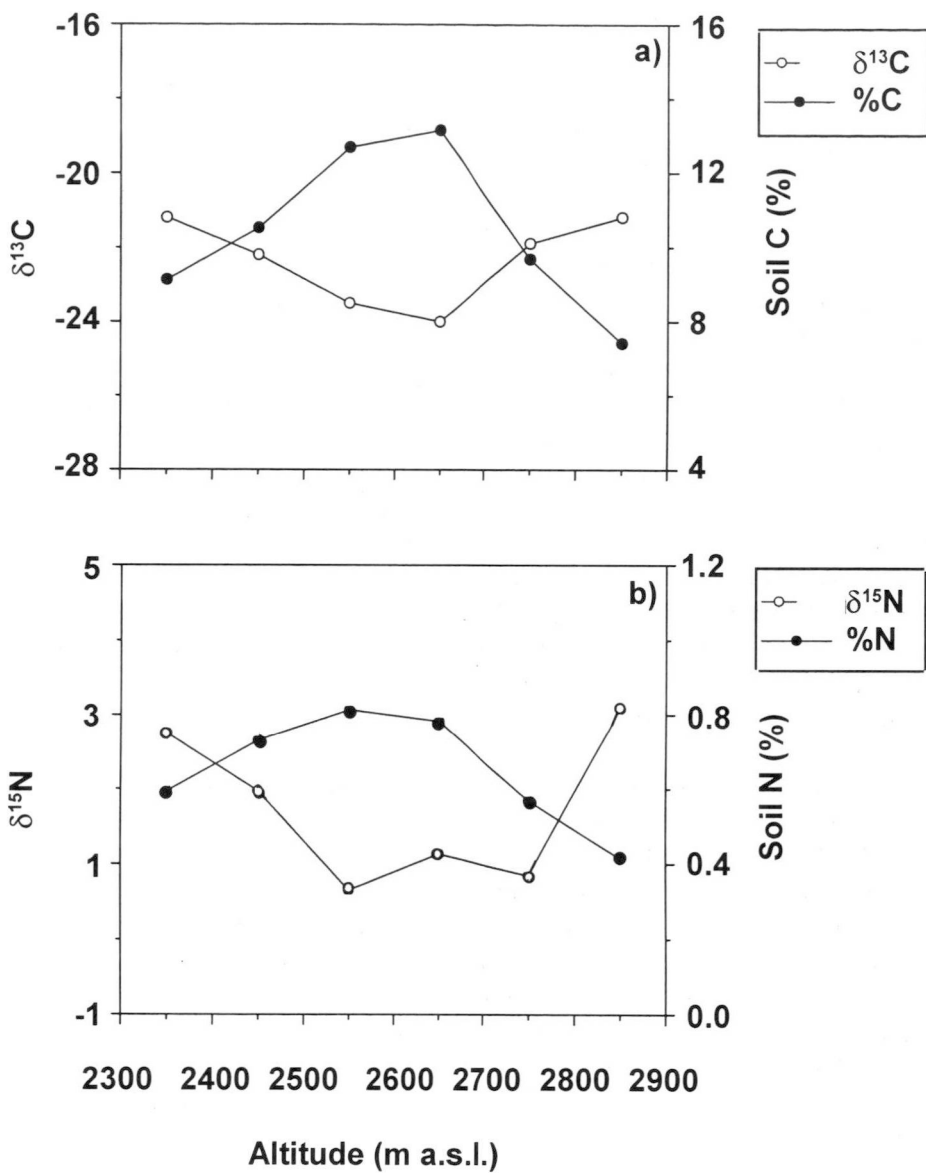 -16
-20
-24
-28
δ¹³C
a)
16
12
8
4
Soil C (%)
δ¹³C
%C
5
3
1
-1
δ¹⁵N
b)
1.2
0.8
0.4
0.0
Soil N (%)
δ¹⁵N
%N
2300 2400 2500 2600 2700 2800 2900
Altitude (m a.s.l.)